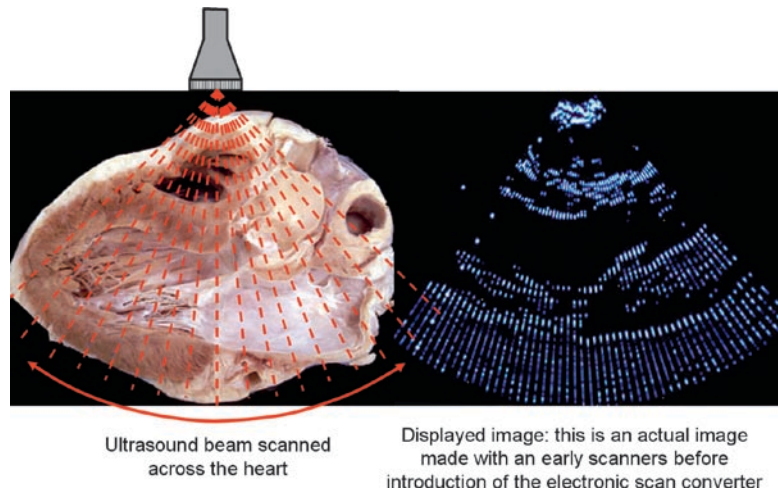 Ultrasound beam scanned
across the heart
Displayed image: this is an actual image
made with an early scanners before
introduction of the electronic scan converter